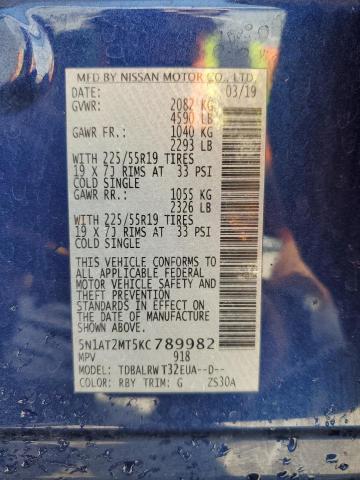 MFD BY NISSAN MOTOR CO., LTD.
DATE: 03/19
GVWR: 2082 KG
4590 LB
GAWR FR.: 1040 KG
2293 LB
WITH 225/55R19 TIRES
19 X 7J RIMS AT 33 PSI
COLD SINGLE
GAWR RR.: 1055 KG
2326 LB
WITH 225/55R19 TIRES
19 X 7J RIMS AT 33 PSI
COLD SINGLE
THIS VEHICLE CONFORMS TO
ALL APPLICABLE FEDERAL
MOTOR VEHICLE SAFETY AND
THEFT PREVENTION
STANDARDS IN EFFECT ON
THE DATE OF MANUFACTURE
SHOWN ABOVE.
5N1AT2MT5KC789982
MPV 918
MODEL: TDBALRWT32EUA--D--
COLOR: RBY TRIM: G ZS30A